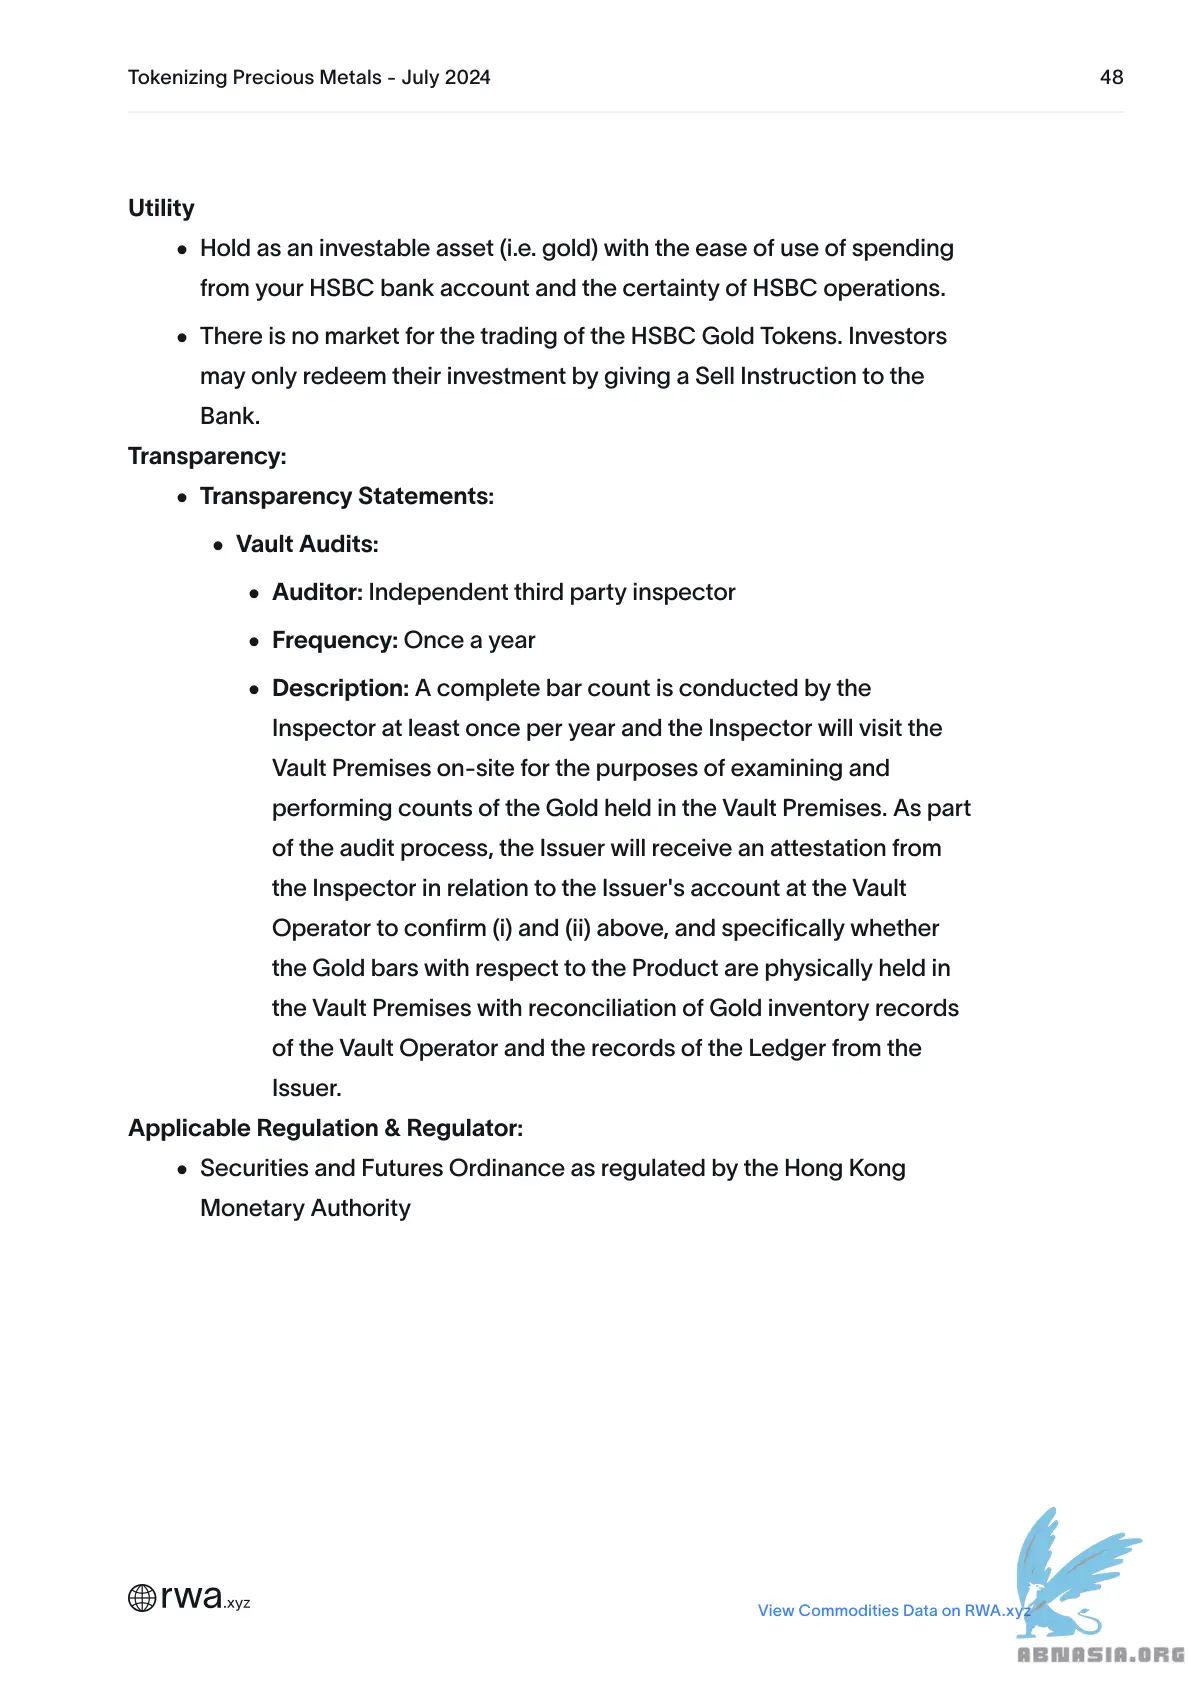 Tokenizing Precious Metals - July 2024 48
Utility
• Hold as an investable asset (i.e. gold) with the ease of use of spending
from your HSBC bank account and the certainty of HSBC operations.
• There is no market for the trading of the HSBC Gold Tokens. Investors
may only redeem their investment by giving a Sell Instruction to the
Bank.
Transparency:
• Transparency Statements:
• Vault Audits:
• Auditor: Independent third party inspector
• Frequency: Once a year
• Description: A complete bar count is conducted by the
Inspector at least once per year and the Inspector will visit the
Vault Premises on-site for the purposes of examining and
performing counts of the Gold held in the Vault Premises. As part
of the audit process, the Issuer will receive an attestation from
the Inspector in relation to the Issuer's account at the Vault
Operator to confirm (i) and (ii) above, and specifically whether
the Gold bars with respect to the Product are physically held in
the Vault Premises with reconciliation of Gold inventory records
of the Vault Operator and the records of the Ledger from the
Issuer.
Applicable Regulation & Regulator:
• Securities and Futures Ordinance as regulated by the Hong Kong
Monetary Authority
rwa.xyz
View Commodities Data on RWA.xyz
ABNASIA.ORG